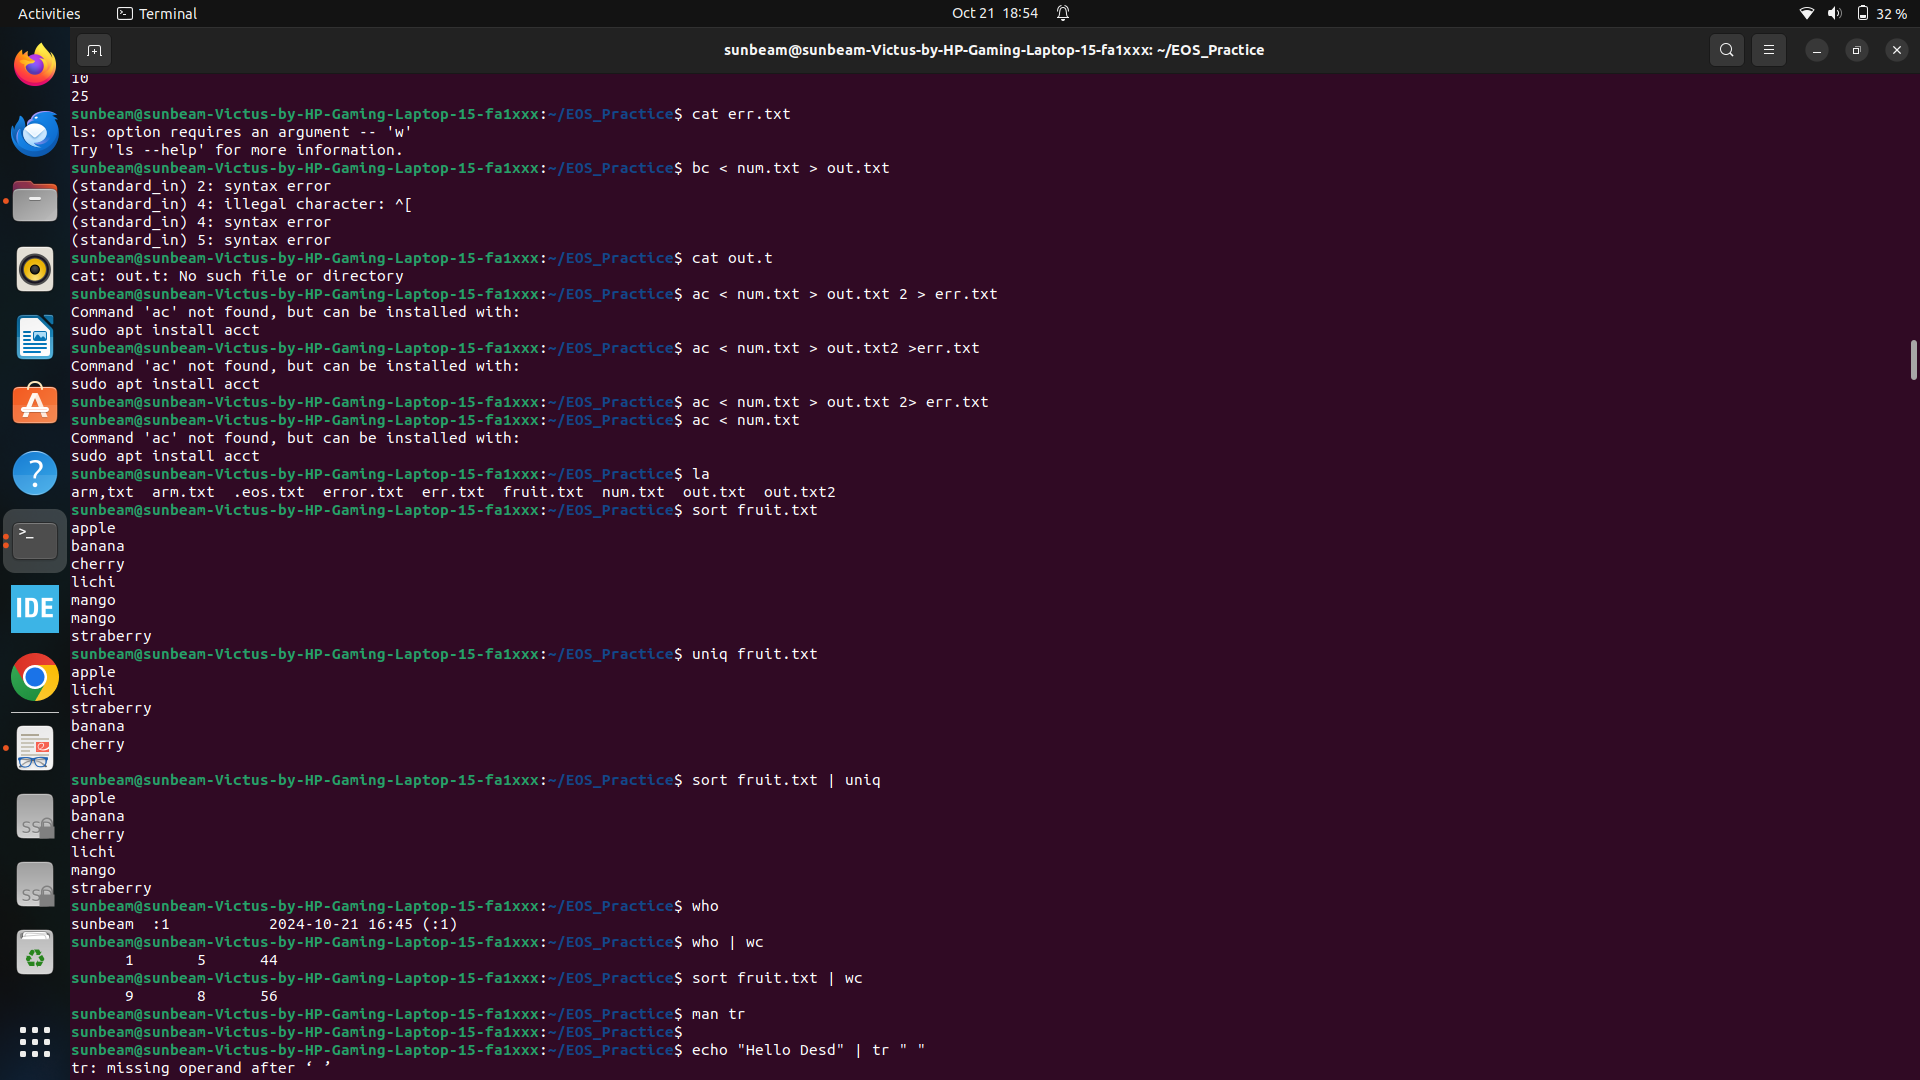 Activities
Terminal
Oct 21 18:54
32 %
sunbeam@sunbeam-Victus-by-HP-Gaming-Laptop-15-fa1xxx: ~/EOS_Practice
10
25
sunbeam@sunbeam-Victus-by-HP-Gaming-Laptop-15-fa1xxx:~/EOS_Practice$ cat err.txt
ls: option requires an argument -- 'w'
Try 'ls --help' for more information.
sunbeam@sunbeam-Victus-by-HP-Gaming-Laptop-15-fa1xxx:~/EOS_Practice$ bc < num.txt > out.txt
(standard_in) 2: syntax error
(standard_in) 4: illegal character: ^[
(standard_in) 4: syntax error
(standard_in) 5: syntax error
sunbeam@sunbeam-Victus-by-HP-Gaming-Laptop-15-fa1xxx:~/EOS_Practice$ cat out.t
cat: out.t: No such file or directory
sunbeam@sunbeam-Victus-by-HP-Gaming-Laptop-15-fa1xxx:~/EOS_Practice$ ac < num.txt > out.txt 2 > err.txt
Command 'ac' not found, but can be installed with:
sudo apt install acct
sunbeam@sunbeam-Victus-by-HP-Gaming-Laptop-15-fa1xxx:~/EOS_Practice$ ac < num.txt > out.txt2 >err.txt
Command 'ac' not found, but can be installed with:
sudo apt install acct
sunbeam@sunbeam-Victus-by-HP-Gaming-Laptop-15-fa1xxx:~/EOS_Practice$ ac < num.txt > out.txt 2> err.txt
sunbeam@sunbeam-Victus-by-HP-Gaming-Laptop-15-fa1xxx:~/EOS_Practice$ ac < num.txt
Command 'ac' not found, but can be installed with:
sudo apt install acct
sunbeam@sunbeam-Victus-by-HP-Gaming-Laptop-15-fa1xxx:~/EOS_Practice$ la
arm,txt  arm.txt  .eos.txt  error.txt  err.txt  fruit.txt  num.txt  out.txt  out.txt2
sunbeam@sunbeam-Victus-by-HP-Gaming-Laptop-15-fa1xxx:~/EOS_Practice$ sort fruit.txt
apple
banana
cherry
lichi
mango
mango
straberry
sunbeam@sunbeam-Victus-by-HP-Gaming-Laptop-15-fa1xxx:~/EOS_Practice$ uniq fruit.txt
apple
lichi
straberry
banana
cherry
sunbeam@sunbeam-Victus-by-HP-Gaming-Laptop-15-fa1xxx:~/EOS_Practice$ sort fruit.txt | uniq
apple
banana
cherry
lichi
mango
straberry
sunbeam@sunbeam-Victus-by-HP-Gaming-Laptop-15-fa1xxx:~/EOS_Practice$ who
sunbeam  :1           2024-10-21 16:45 (:1)
sunbeam@sunbeam-Victus-by-HP-Gaming-Laptop-15-fa1xxx:~/EOS_Practice$ who | wc
      1       5      44
sunbeam@sunbeam-Victus-by-HP-Gaming-Laptop-15-fa1xxx:~/EOS_Practice$ sort fruit.txt | wc
      9       8      56
sunbeam@sunbeam-Victus-by-HP-Gaming-Laptop-15-fa1xxx:~/EOS_Practice$ man tr
sunbeam@sunbeam-Victus-by-HP-Gaming-Laptop-15-fa1xxx:~/EOS_Practice$
sunbeam@sunbeam-Victus-by-HP-Gaming-Laptop-15-fa1xxx:~/EOS_Practice$ echo "Hello Desd" | tr " "
tr: missing operand after ‘ ’
IDE
SSD
SSD